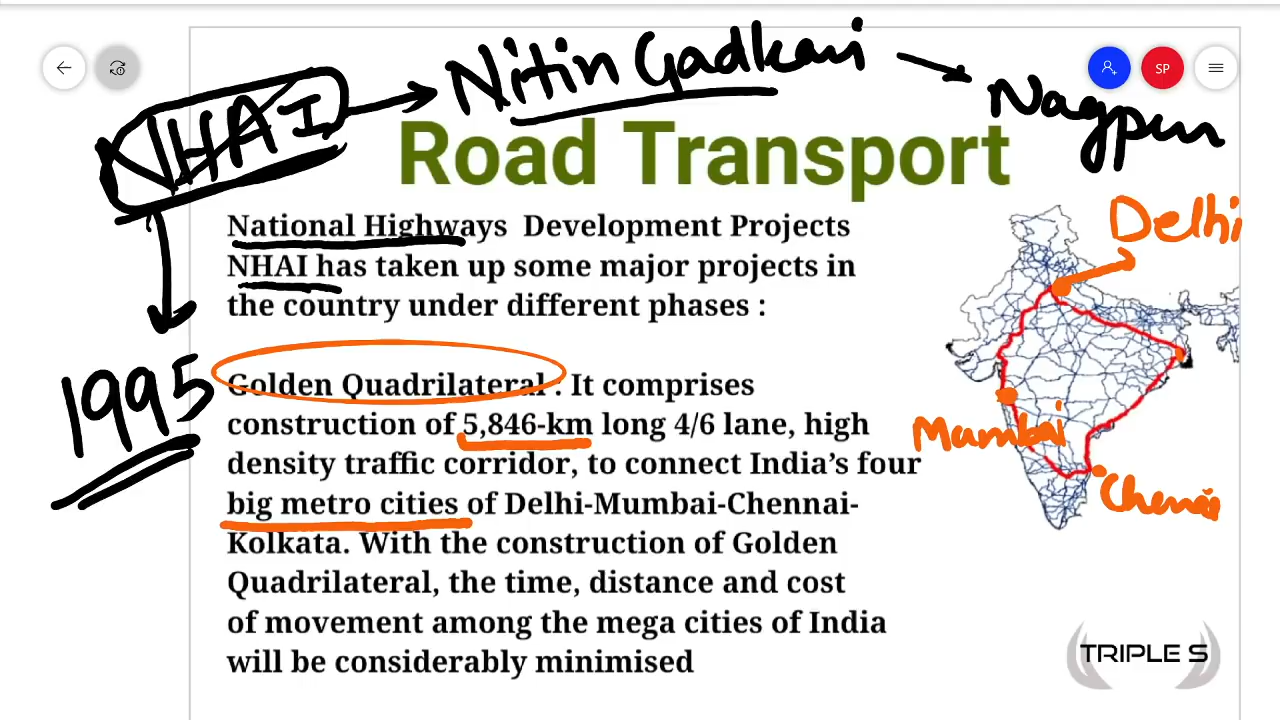 NHAI → Nitin Gadkari → Nagpur
SP
Road Transport
National Highways Development Projects
NHAI has taken up some major projects in
the country under different phases :
1995
Golden Quadrilateral : It comprises
construction of 5,846-km long 4/6 lane, high
density traffic corridor, to connect India's four
big metro cities of Delhi-Mumbai-Chennai-
Kolkata. With the construction of Golden
Quadrilateral, the time, distance and cost
of movement among the mega cities of India
will be considerably minimised
Delhi
Mumbai
Chennai
TRIPLE S